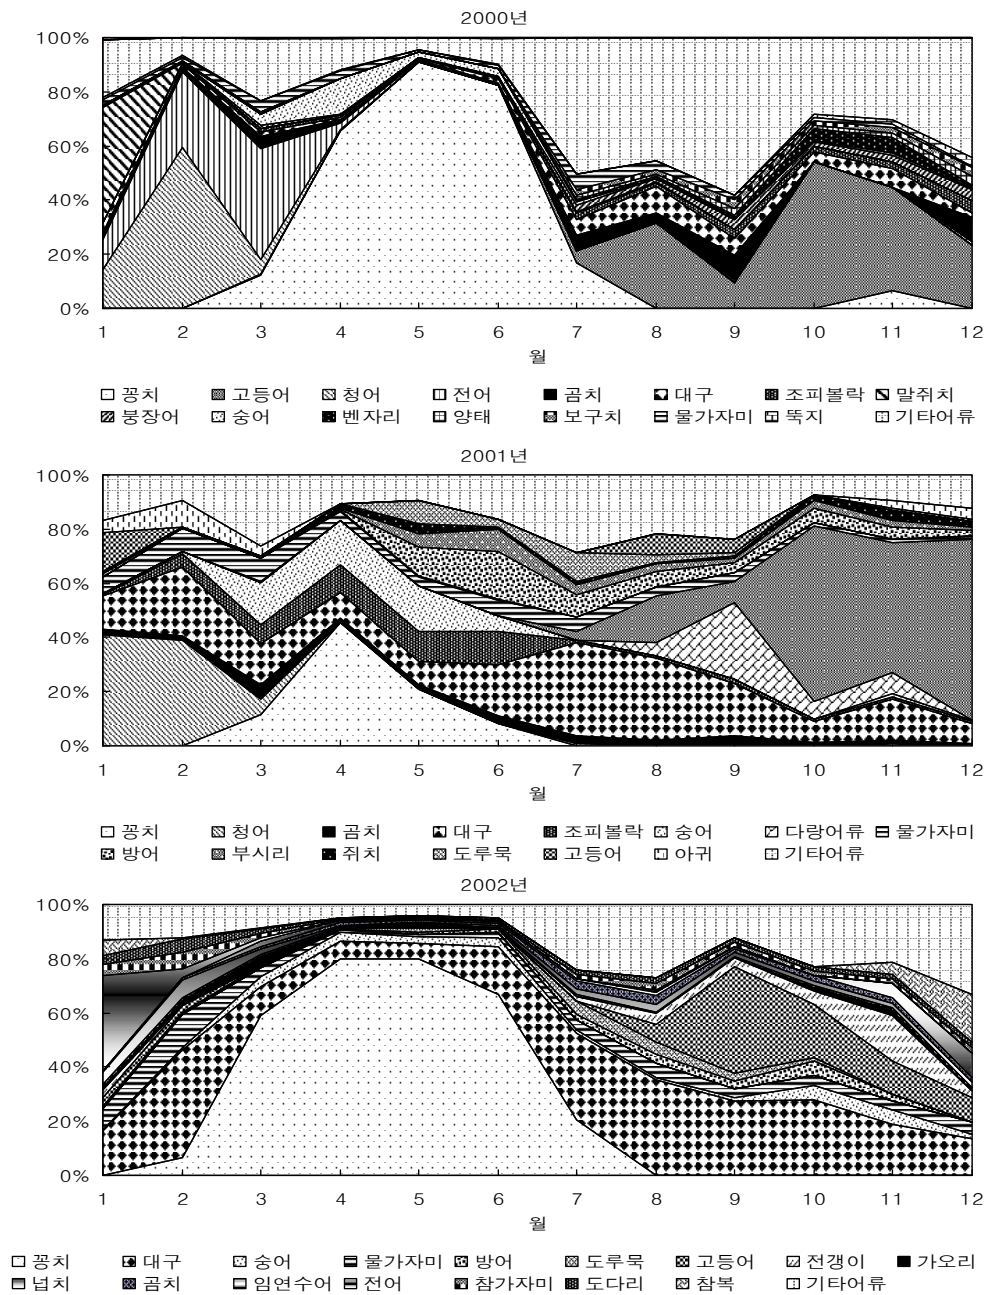 2000년
100%
80%
60%
40%
20%
0%
1 2 3 4 5 6 7 8 9 10 11 12
월
꽁치 고등어 청어 전어 곰치 대구 조피볼락 말쥐치
붕장어 숭어 벤자리 양태 보구치 물가자미 뚝지 기타어류
2001년
100%
80%
60%
40%
20%
0%
1 2 3 4 5 6 7 8 9 10 11 12
월
꽁치 청어 곰치 대구 조피볼락 숭어 다랑어류 물가자미
방어 부시리 쥐치 도루묵 고등어 아귀 기타어류
2002년
100%
80%
60%
40%
20%
0%
1 2 3 4 5 6 7 8 9 10 11 12
월
꽁치 대구 숭어 물가자미 방어 도루묵 고등어 전갱이 가오리
넙치 곰치 임연수어 전어 참가자미 도다리 참복 기타어류